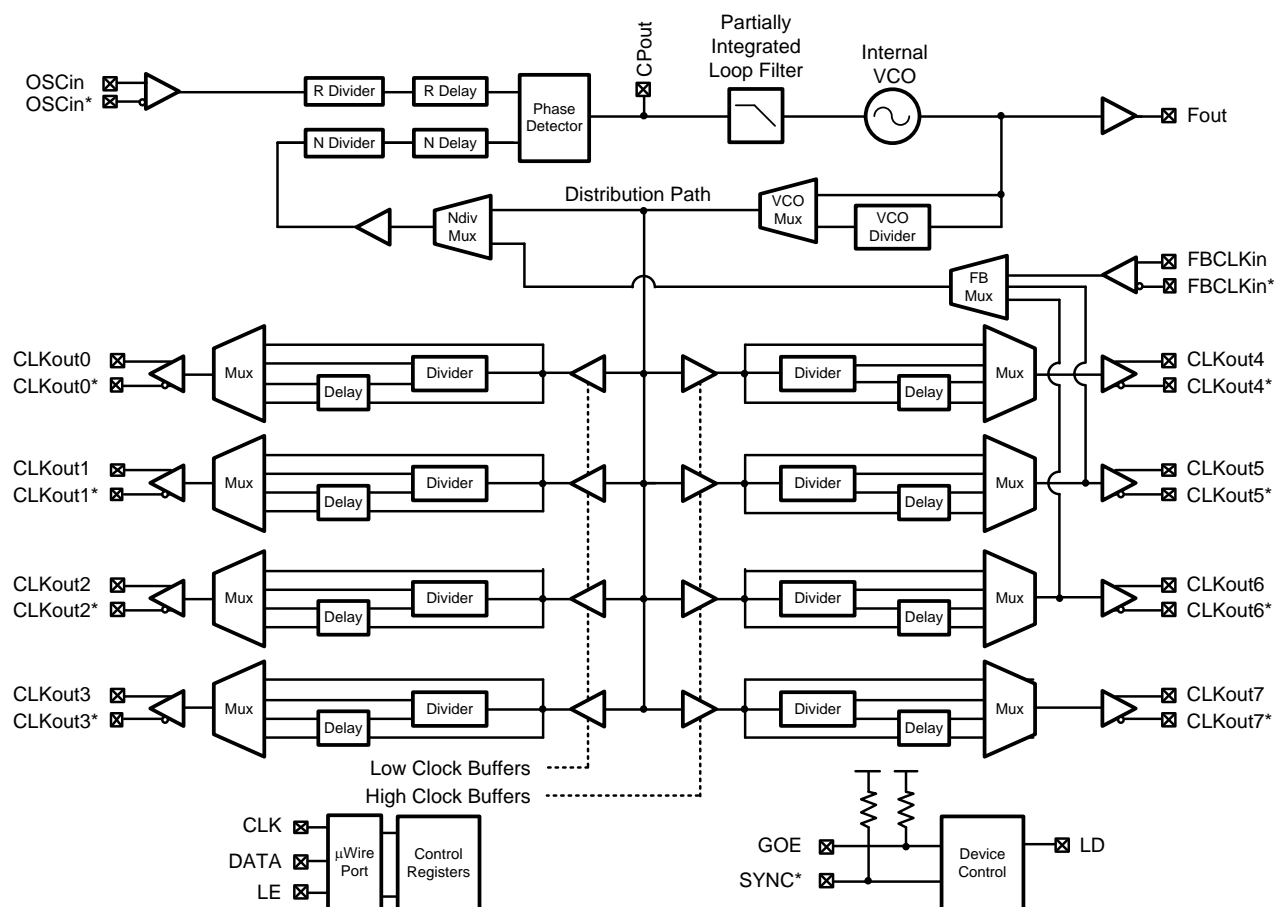 OSCin
OSCin*
R Divider
R Delay
N Divider
N Delay
Phase
Detector
CPout
Partially
Integrated
Loop Filter
Internal
VCO
Fout
Distribution Path
Ndiv
Mux
VCO
Mux
VCO
Divider
FB
Mux
FBCLKin
FBCLKin*
CLKout0
CLKout0*
Mux
Divider
Delay
Divider
Delay
Mux
CLKout4
CLKout4*
CLKout1
CLKout1*
Mux
Divider
Delay
Divider
Delay
Mux
CLKout5
CLKout5*
CLKout2
CLKout2*
Mux
Divider
Delay
Divider
Delay
Mux
CLKout6
CLKout6*
CLKout3
CLKout3*
Mux
Divider
Delay
Divider
Delay
Mux
CLKout7
CLKout7*
Low Clock Buffers
High Clock Buffers
CLK
DATA
LE
µWire
Port
Control
Registers
GOE
SYNC*
Device
Control
LD